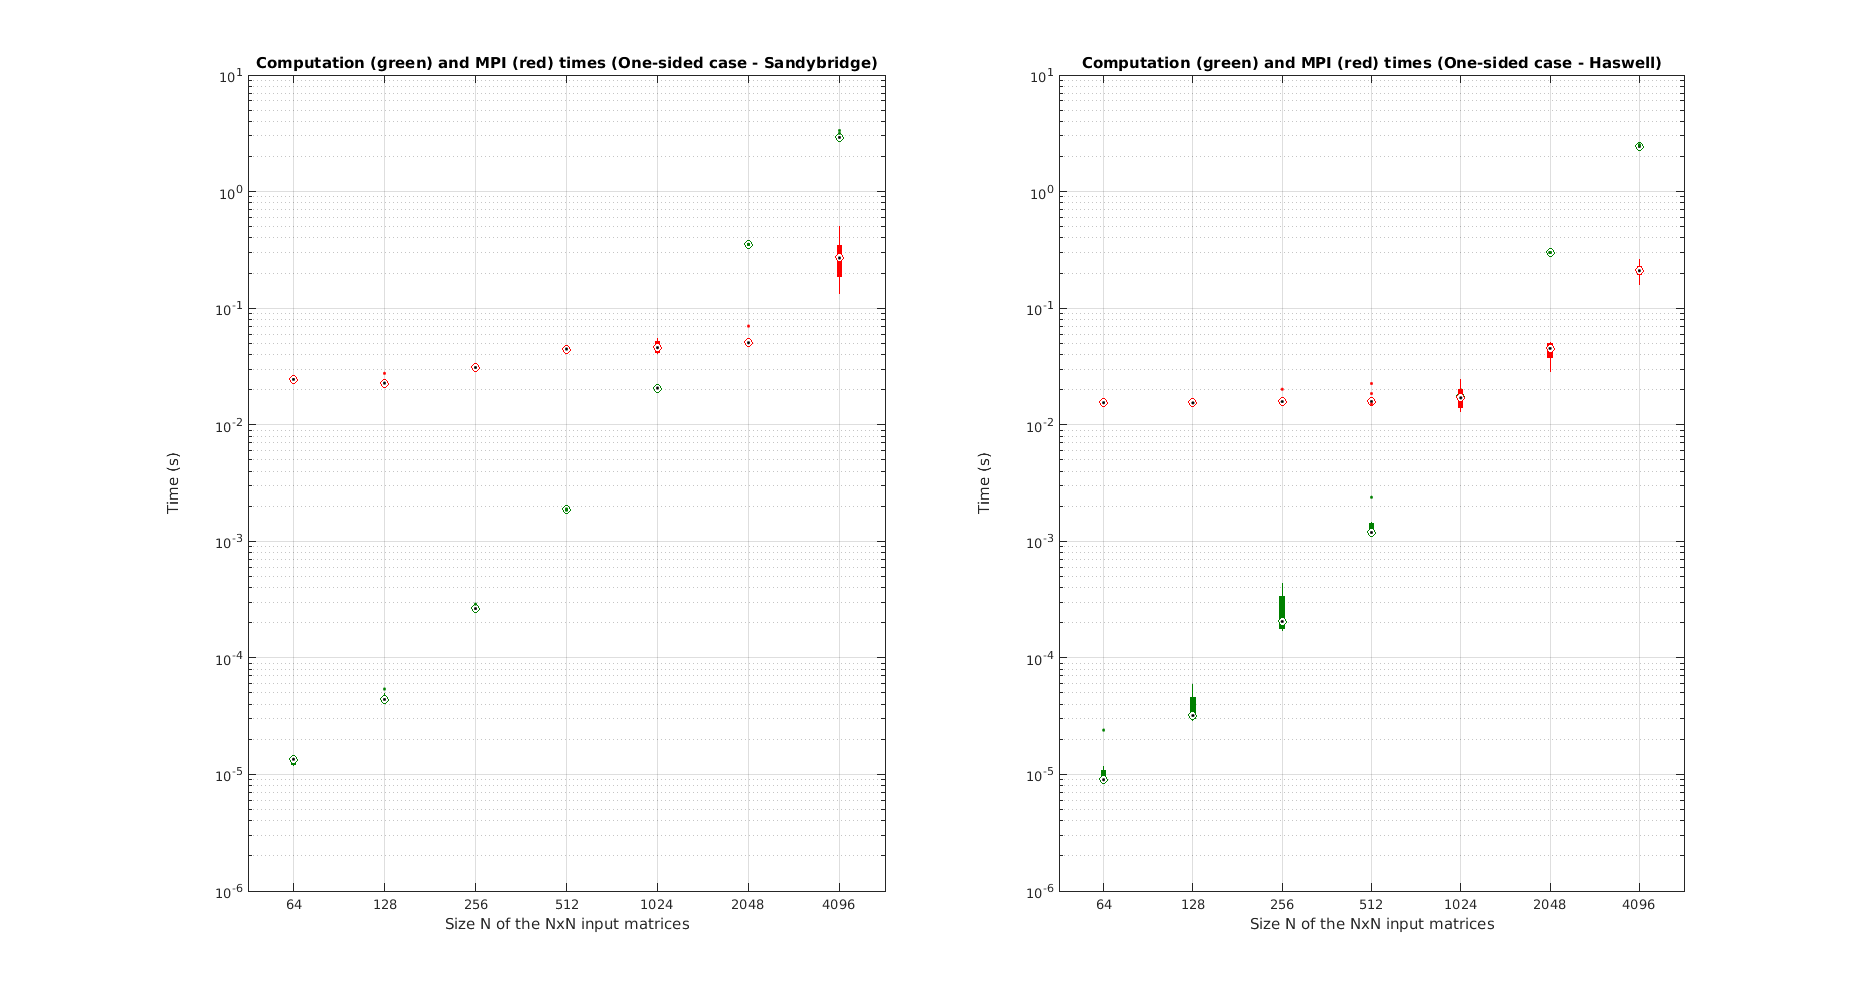 Computation (green) and MPI (red) times (One-sided case - Sandybridge)
10^1
10^0
10^-1
10^-2
10^-3
10^-4
10^-5
10^-6
Time (s)
64 128 256 512 1024 2048 4096
Size N of the NxN input matrices
Computation (green) and MPI (red) times (One-sided case - Haswell)
10^1
10^0
10^-1
10^-2
10^-3
10^-4
10^-5
10^-6
Time (s)
64 128 256 512 1024 2048 4096
Size N of the NxN input matrices